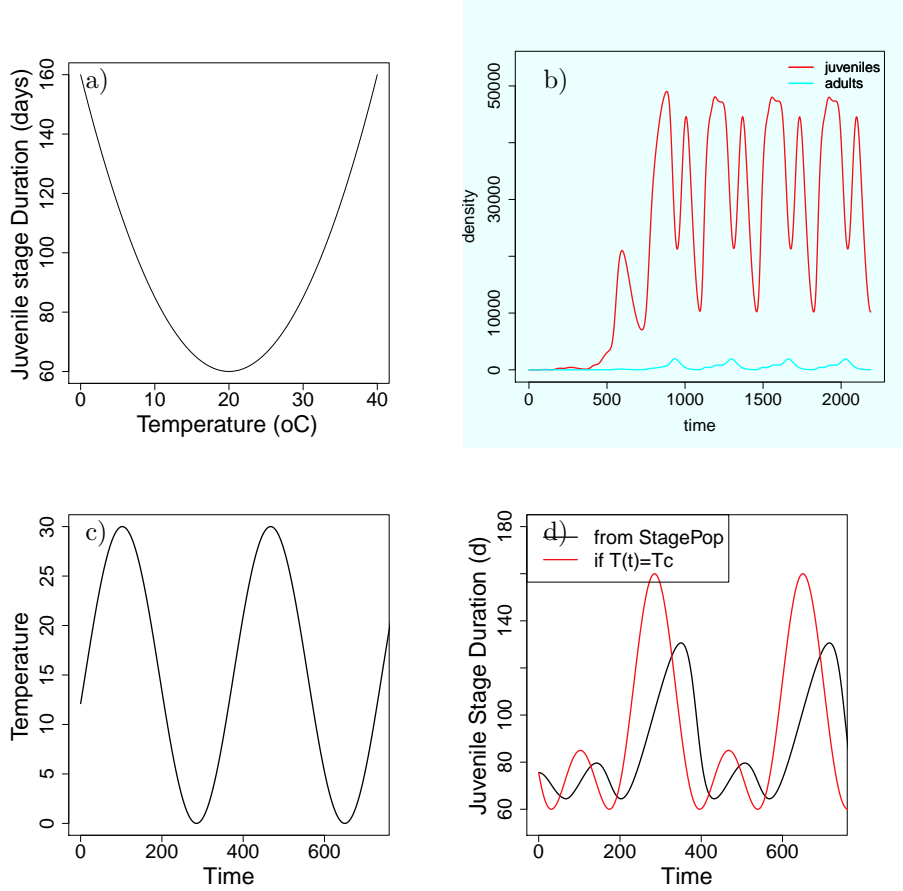 a)
Juvenile stage Duration (days)
160
140
120
100
80
60
0 10 20 30 40
Temperature (oC)
b)
juveniles
adults
density
50000
30000
10000
0
0 500 1000 1500 2000
time
c)
Temperature
30
25
20
15
10
5
0
0 200 400 600
Time
d)
from StagePop
if T(t)=Tc
Juvenile Stage Duration (d)
180
140
100
80
60
0 200 400 600
Time